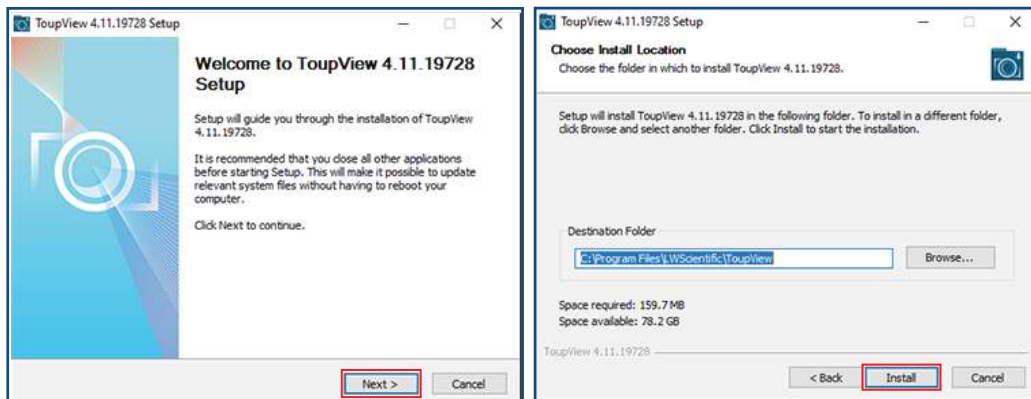 ToupView 4.11.19728 Setup
Welcome to ToupView 4.11.19728
Setup
Setup will guide you through the installation of ToupView
4.11.19728.
It is recommended that you close all other applications
before starting Setup. This will make it possible to update
relevant system files without having to reboot your
computer.
Click Next to continue.
Next >
Cancel
ToupView 4.11.19728 Setup
Choose Install Location
Choose the folder in which to install ToupView 4.11.19728.
Setup will install ToupView 4.11.19728 in the following folder. To install in a different folder,
click Browse and select another folder. Click Install to start the installation.
Destination Folder
C:\Program Files\LWScientific\ToupView
Browse...
Space required: 159.7 MB
Space available: 78.2 GB
ToupView 4.11.19728
< Back
Install
Cancel